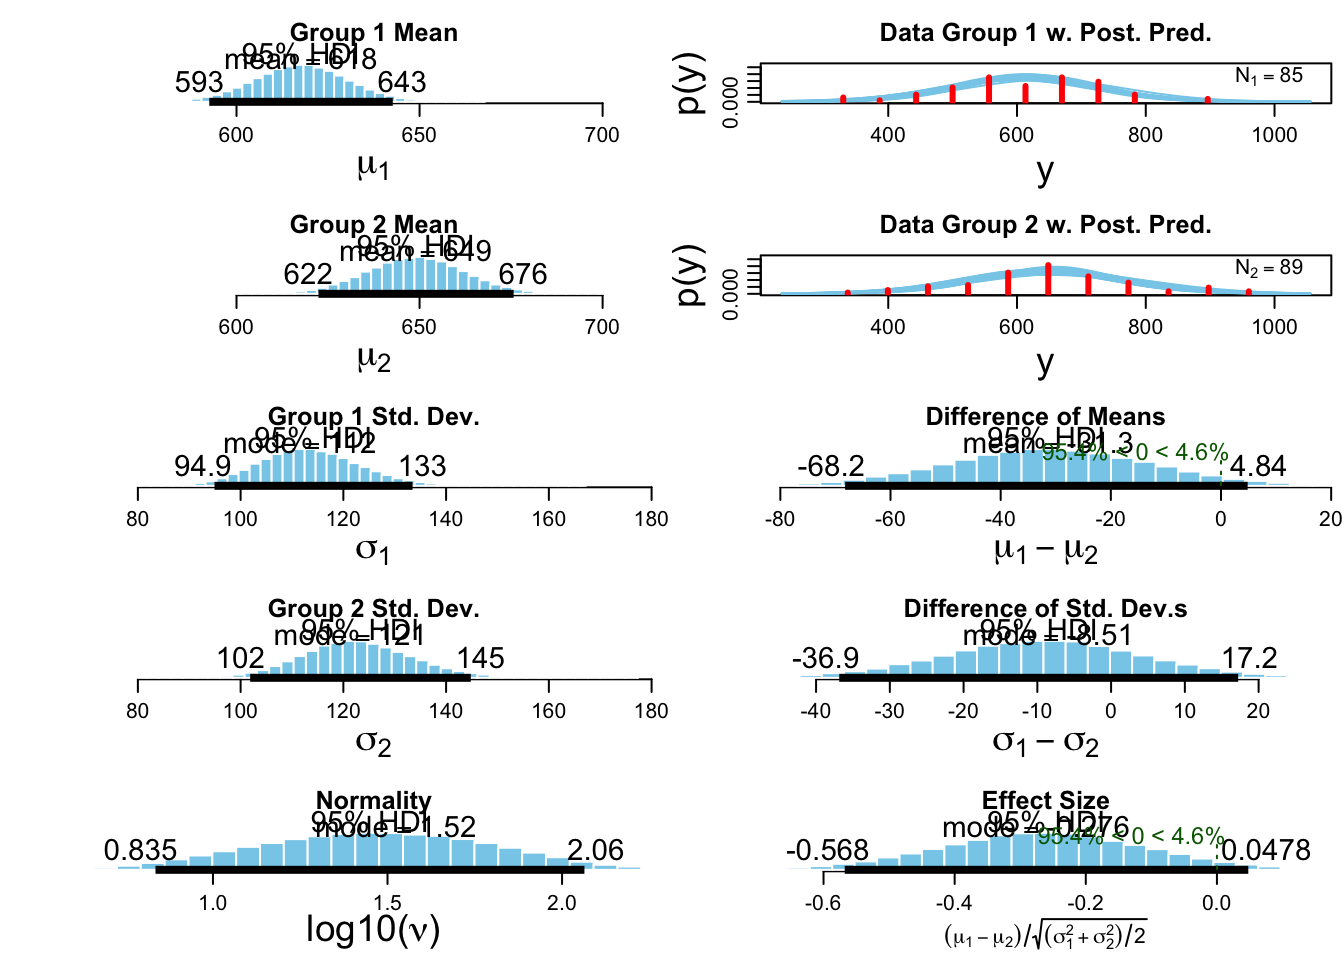 Group 1 Mean
95% HDI
mean = 618
593
643
600
650
700
μ1
Data Group 1 w. Post. Pred.
N1 = 85
p(y)
0.000
400
600
800
1000
y
Group 2 Mean
95% HDI
mean = 649
622
676
600
650
700
μ2
Data Group 2 w. Post. Pred.
N2 = 89
p(y)
0.000
400
600
800
1000
y
Group 1 Std. Dev.
95% HDI
mode = 112
94.9
133
80
100
120
140
160
180
σ1
Difference of Means
95% HDI
mean = -31.3
95.4% < 0 < 4.6%
-68.2
4.84
-80
-60
-40
-20
0
20
μ1 − μ2
Group 2 Std. Dev.
95% HDI
mode = 121
102
145
80
100
120
140
160
180
σ2
Difference of Std. Dev.s
95% HDI
mode = -8.51
-36.9
17.2
-40
-30
-20
-10
0
10
20
σ1 − σ2
Normality
95% HDI
mode = 1.52
0.835
2.06
1.0
1.5
2.0
log10(ν)
Effect Size
95% HDI
mode = -0.276
95.4% < 0 < 4.6%
-0.568
0.0478
-0.6
-0.4
-0.2
0.0
(μ1 − μ2)/√(σ1² + σ2²)/2